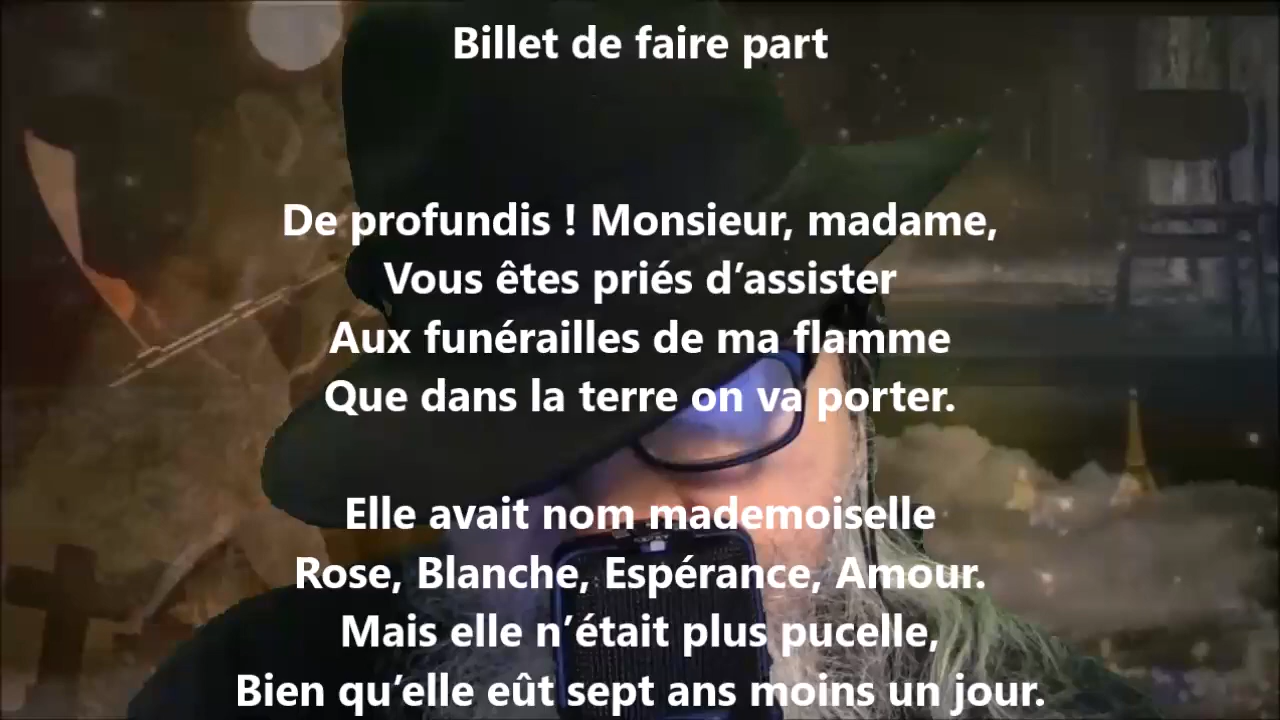 Billet de faire part
De profundis ! Monsieur, madame,
Vous êtes priés d’assister
Aux funérailles de ma flamme
Que dans la terre on va porter.
Elle avait nom mademoiselle
Rose, Blanche, Espérance, Amour.
Mais elle n’était plus pucelle,
Bien qu’elle eût sept ans moins un jour.